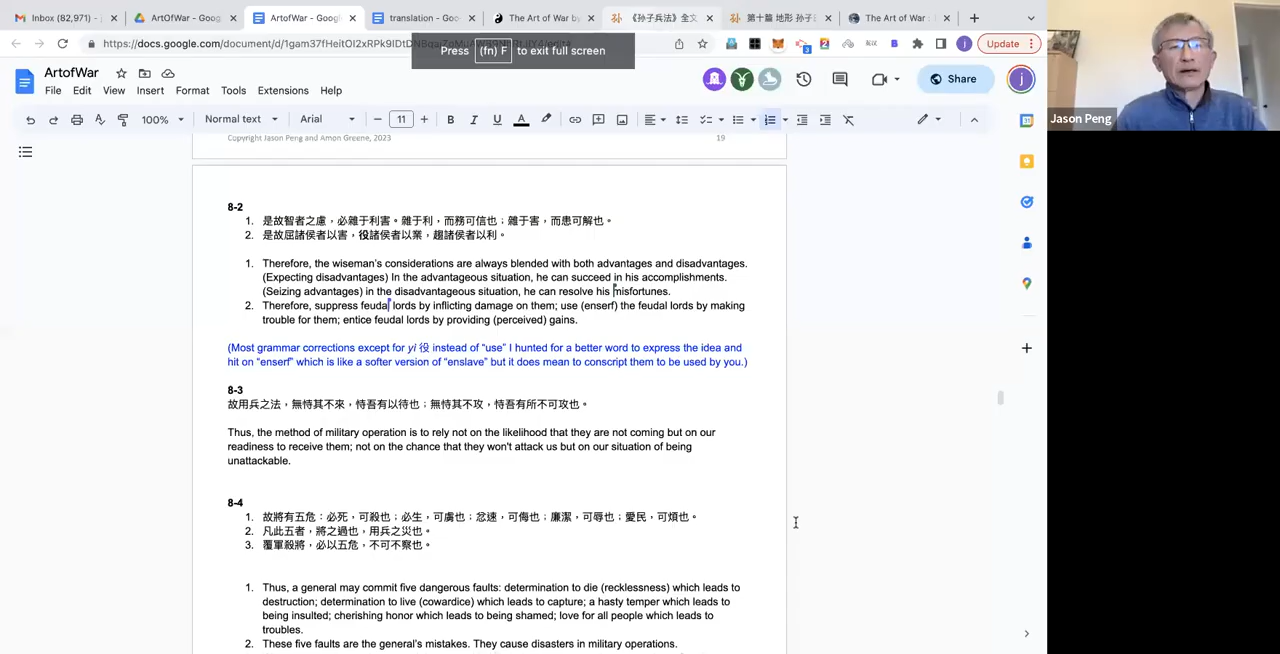 Inbox (82,971) -
ArtOfWar - Goog
ArtofWar - Google
translation - Goo
The Art of War by
《孙子兵法》全文
第十篇 地形 孙子
The Art of War :
https://docs.google.com/document/d/1gam37fHeitOI2xRPk9IDtD
Update
Press (fn) F to exit full screen
ArtofWar
Share
File Edit View Insert Format Tools Extensions Help
100% Normal text Arial 11
Jason Peng
Copyright Jason Peng and Amon Greene, 2023 19
8-2
1. 是故智者之慮，必雜于利害。雜于利，而務可信也；雜于害，而患可解也。
2. 是故屈諸侯者以害，役諸侯者以業，趨諸侯者以利。
1. Therefore, the wiseman's considerations are always blended with both advantages and disadvantages.
(Expecting disadvantages) In the advantageous situation, he can succeed in his accomplishments.
(Seizing advantages) in the disadvantageous situation, he can resolve his misfortunes.
2. Therefore, suppress feudal lords by inflicting damage on them; use (enserf) the feudal lords by making
trouble for them; entice feudal lords by providing (perceived) gains.
(Most grammar corrections except for yi 役 instead of "use" I hunted for a better word to express the idea and
hit on "enserf" which is like a softer version of "enslave" but it does mean to conscript them to be used by you.)
8-3
故用兵之法，無恃其不來，恃吾有以待也；無恃其不攻，恃吾有所不可攻也。
Thus, the method of military operation is to rely not on the likelihood that they are not coming but on our
readiness to receive them; not on the chance that they won't attack us but on our situation of being
unattackable.
8-4
1. 故將有五危：必死，可殺也；必生，可虜也；忿速，可侮也；廉潔，可辱也；愛民，可煩也。
2. 凡此五者，將之過也，用兵之災也。
3. 覆軍殺將，必以五危，不可不察也。
1. Thus, a general may commit five dangerous faults: determination to die (recklessness) which leads to
destruction; determination to live (cowardice) which leads to capture; a hasty temper which leads to
being insulted; cherishing honor which leads to being shamed; love for all people which leads to
troubles.
2. These five faults are the general's mistakes. They cause disasters in military operations.